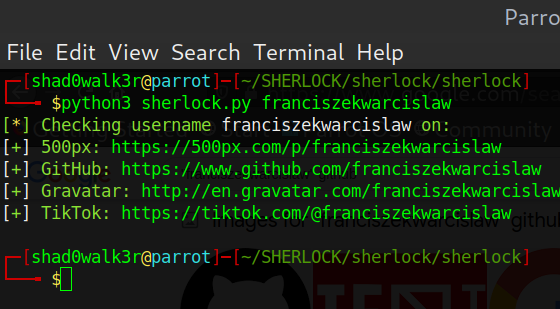 Parro
File Edit View Search Terminal Help
┌─[shad0walk3r@parrot]─[~/SHERLOCK/sherlock/sherlock]
└──╼ $python3 sherlock.py franciszekwarcislaw
[*] Checking username franciszekwarcislaw on:
[+] 500px: https://500px.com/p/franciszekwarcislaw
[+] GitHub: https://www.github.com/franciszekwarcislaw
[+] Gravatar: http://en.gravatar.com/franciszekwarcislaw
[+] TikTok: https://tiktok.com/@franciszekwarcislaw
┌─[shad0walk3r@parrot]─[~/SHERLOCK/sherlock/sherlock]
└──╼ $